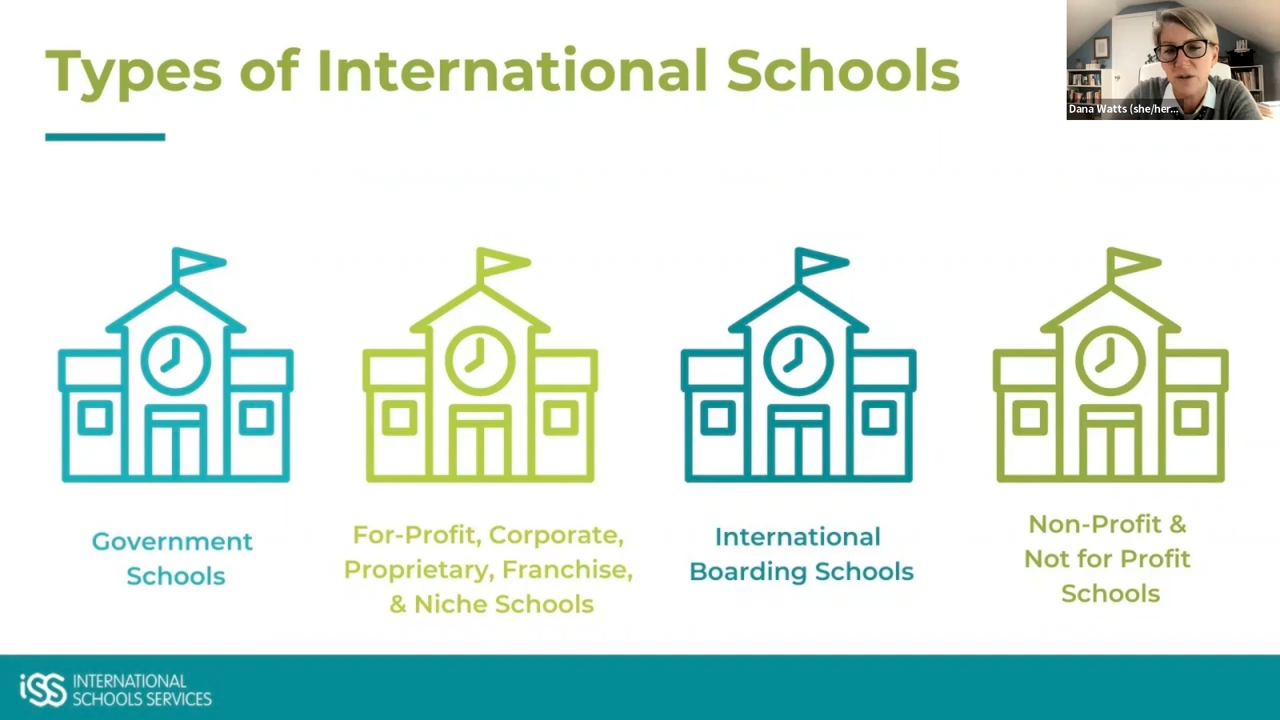 Types of International Schools
Dana Watts (she/her...
Government
Schools
For-Profit, Corporate,
Proprietary, Franchise,
& Niche Schools
International
Boarding Schools
Non-Profit &
Not for Profit
Schools
iSS INTERNATIONAL
SCHOOLS SERVICES